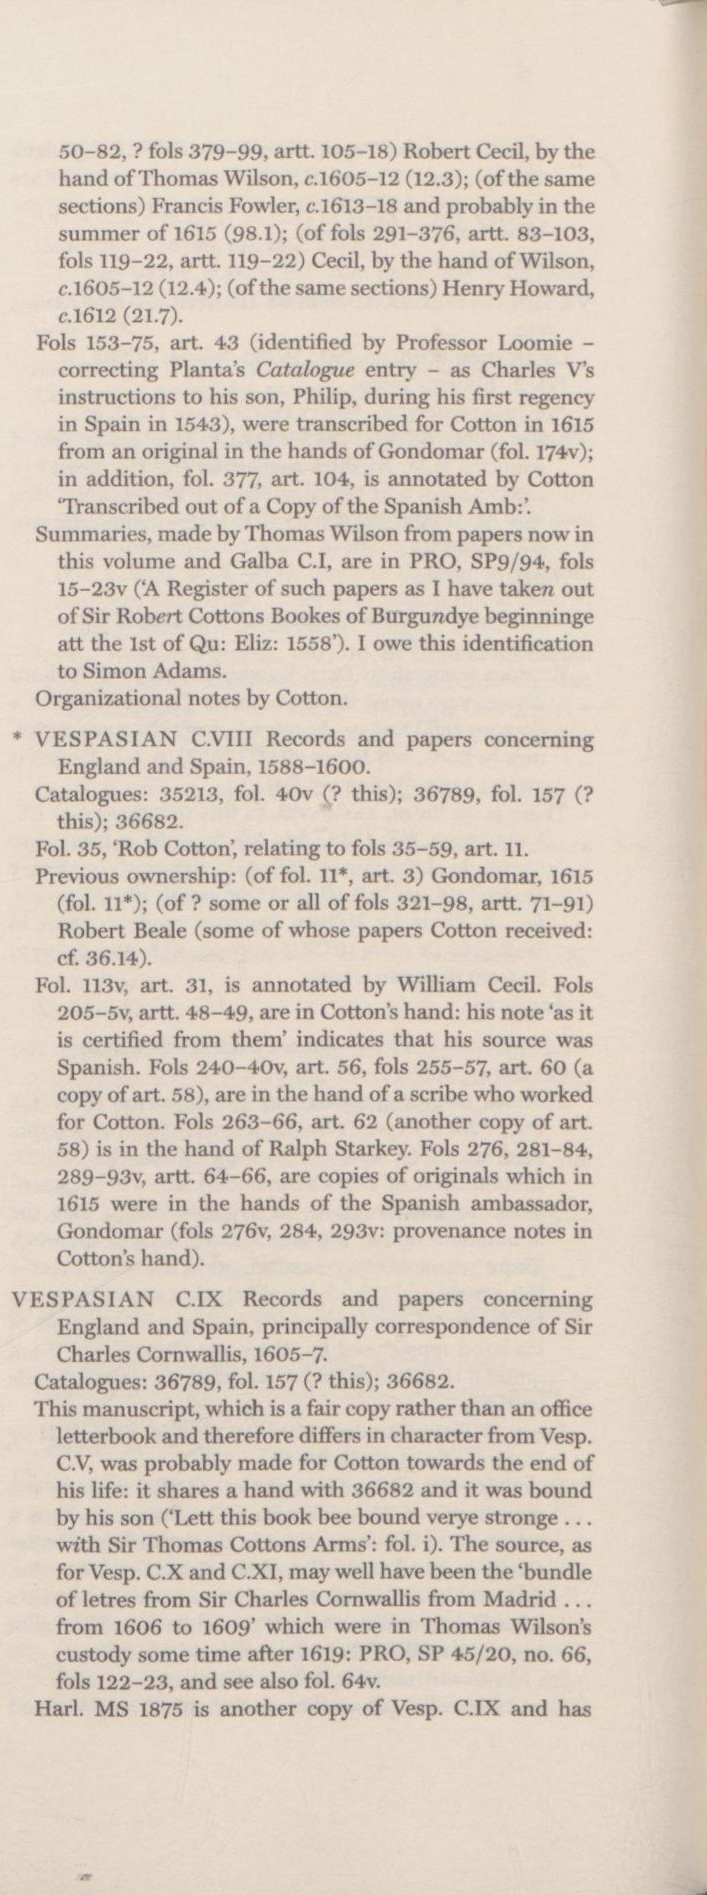 50–82, ? fols 379–99, artt. 105–18) Robert Cecil, by the
hand of Thomas Wilson, c.1605–12 (12.3); (of the same
sections) Francis Fowler, c.1613–18 and probably in the
summer of 1615 (98.1); (of fols 291–376, artt. 83–103,
fols 119–22, artt. 119–22) Cecil, by the hand of Wilson,
c.1605–12 (12.4); (of the same sections) Henry Howard,
c.1612 (21.7).
Fols 153–75, art. 43 (identified by Professor Loomie –
correcting Planta's Catalogue entry – as Charles V's
instructions to his son, Philip, during his first regency
in Spain in 1543), were transcribed for Cotton in 1615
from an original in the hands of Gondomar (fol. 174v);
in addition, fol. 377, art. 104, is annotated by Cotton
'Transcribed out of a Copy of the Spanish Amb:'.
Summaries, made by Thomas Wilson from papers now in
this volume and Galba C.I, are in PRO, SP9/94, fols
15–23v ('A Register of such papers as I have taken out
of Sir Robert Cottons Bookes of Burgundye beginninge
att the 1st of Qu: Eliz: 1558'). I owe this identification
to Simon Adams.
Organizational notes by Cotton.
* VESPASIAN C.VIII Records and papers concerning
England and Spain, 1588–1600.
Catalogues: 35213, fol. 40v (? this); 36789, fol. 157 (?
this); 36682.
Fol. 35, 'Rob Cotton', relating to fols 35–59, art. 11.
Previous ownership: (of fol. 11*, art. 3) Gondomar, 1615
(fol. 11*); (of ? some or all of fols 321–98, artt. 71–91)
Robert Beale (some of whose papers Cotton received:
cf. 36.14).
Fol. 113v, art. 31, is annotated by William Cecil. Fols
205–5v, artt. 48–49, are in Cotton's hand: his note 'as it
is certified from them' indicates that his source was
Spanish. Fols 240–40v, art. 56, fols 255–57, art. 60 (a
copy of art. 58), are in the hand of a scribe who worked
for Cotton. Fols 263–66, art. 62 (another copy of art.
58) is in the hand of Ralph Starkey. Fols 276, 281–84,
289–93v, artt. 64–66, are copies of originals which in
1615 were in the hands of the Spanish ambassador,
Gondomar (fols 276v, 284, 293v: provenance notes in
Cotton's hand).
VESPASIAN C.IX Records and papers concerning
England and Spain, principally correspondence of Sir
Charles Cornwallis, 1605–7.
Catalogues: 36789, fol. 157 (? this); 36682.
This manuscript, which is a fair copy rather than an office
letterbook and therefore differs in character from Vesp.
C.V, was probably made for Cotton towards the end of
his life: it shares a hand with 36682 and it was bound
by his son ('Lett this book bee bound verye stronge ...
with Sir Thomas Cottons Arms': fol. i). The source, as
for Vesp. C.X and C.XI, may well have been the 'bundle
of letres from Sir Charles Cornwallis from Madrid ...
from 1606 to 1609' which were in Thomas Wilson's
custody some time after 1619: PRO, SP 45/20, no. 66,
fols 122–23, and see also fol. 64v.
Harl. MS 1875 is another copy of Vesp. C.IX and has